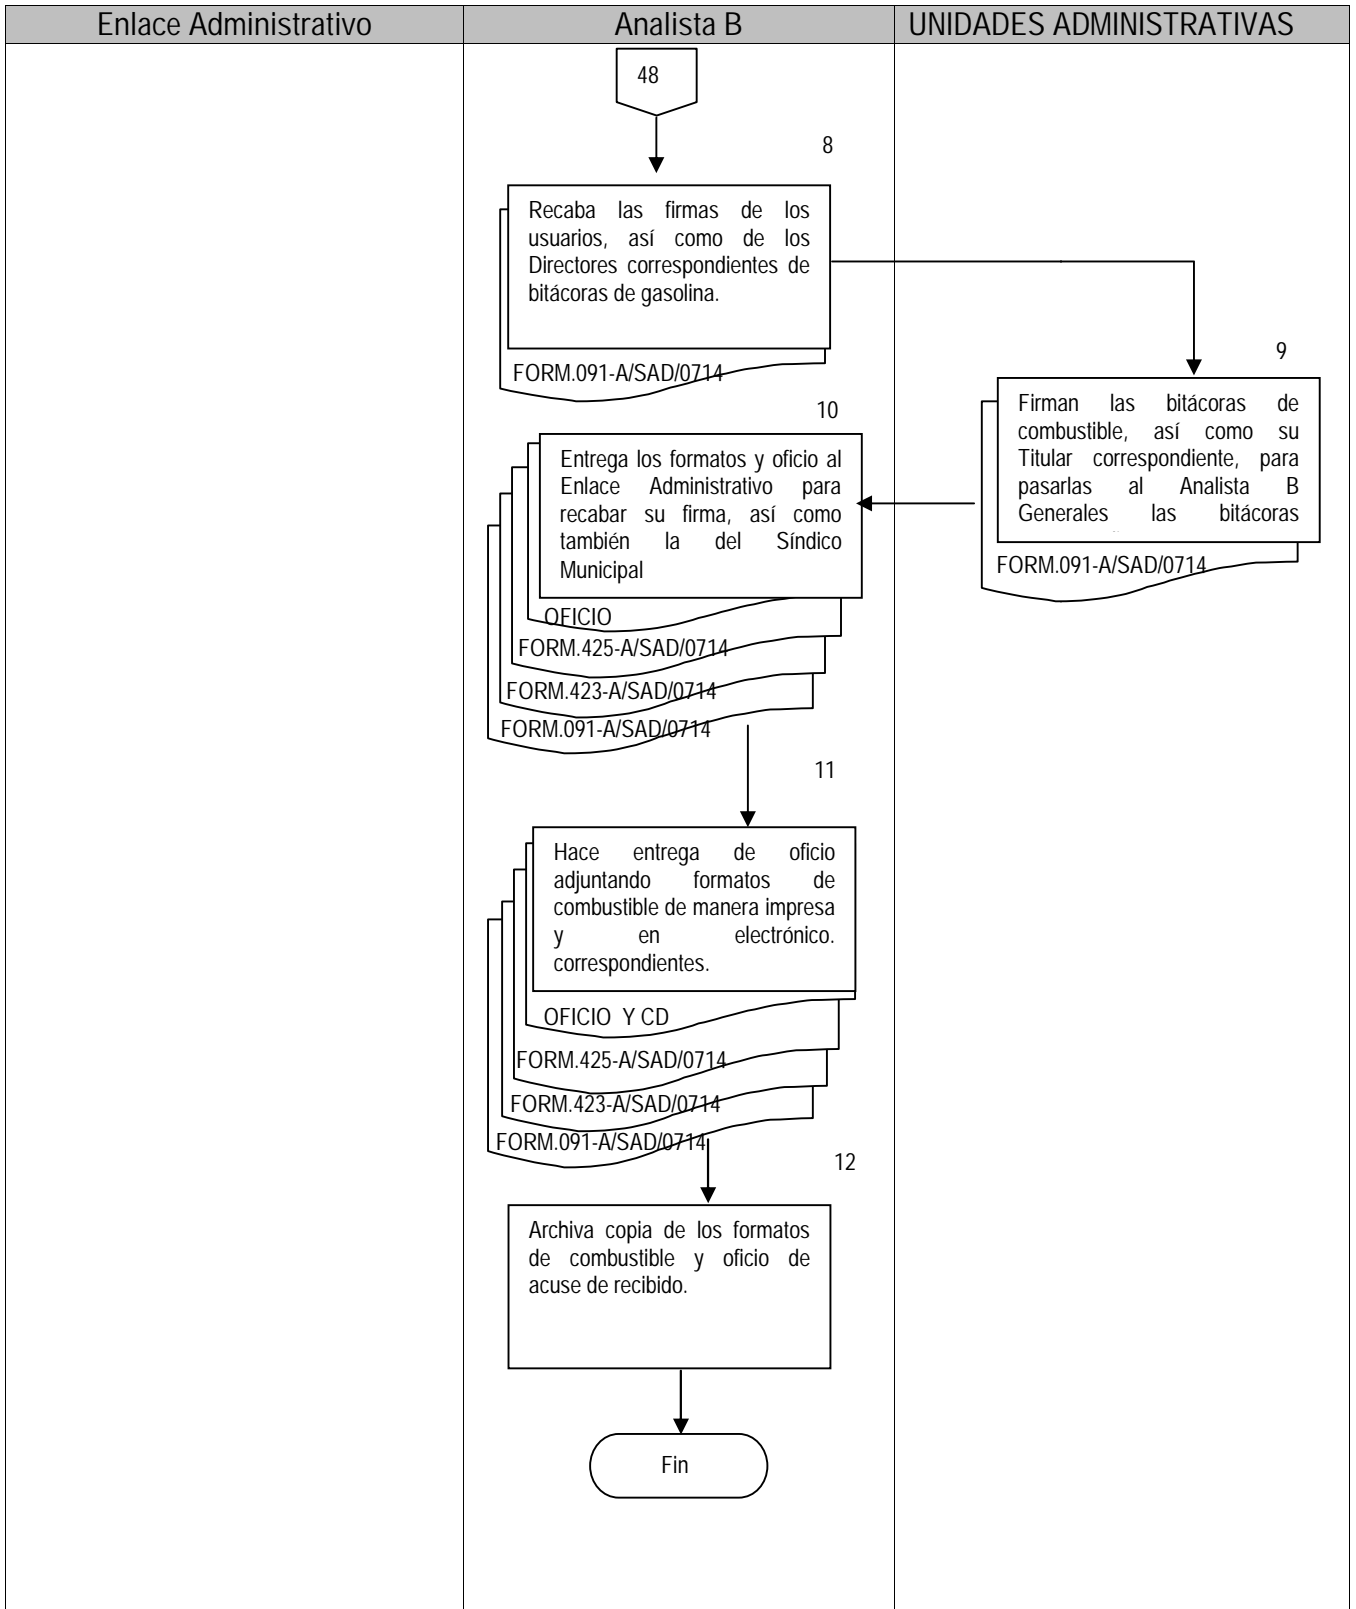 Enlace Administrativo
Analista B
UNIDADES ADMINISTRATIVAS
48
8
Recaba las firmas de los
usuarios, así como de los
Directores correspondientes de
bitácoras de gasolina.
FORM.091-A/SAD/0714
9
Firman las bitácoras de
combustible, así como su
Titular correspondiente, para
pasarlas al Analista B
Generales las bitácoras
FORM.091-A/SAD/0714
10
Entrega los formatos y oficio al
Enlace Administrativo para
recabar su firma, así como
también la del Síndico
Municipal
OFICIO
FORM.425-A/SAD/0714
FORM.423-A/SAD/0714
FORM.091-A/SAD/0714
11
Hace entrega de oficio
adjuntando formatos de
combustible de manera impresa
y en electrónico.
correspondientes.
OFICIO Y CD
FORM.425-A/SAD/0714
FORM.423-A/SAD/0714
FORM.091-A/SAD/0714
12
Archiva copia de los formatos
de combustible y oficio de
acuse de recibido.
Fin